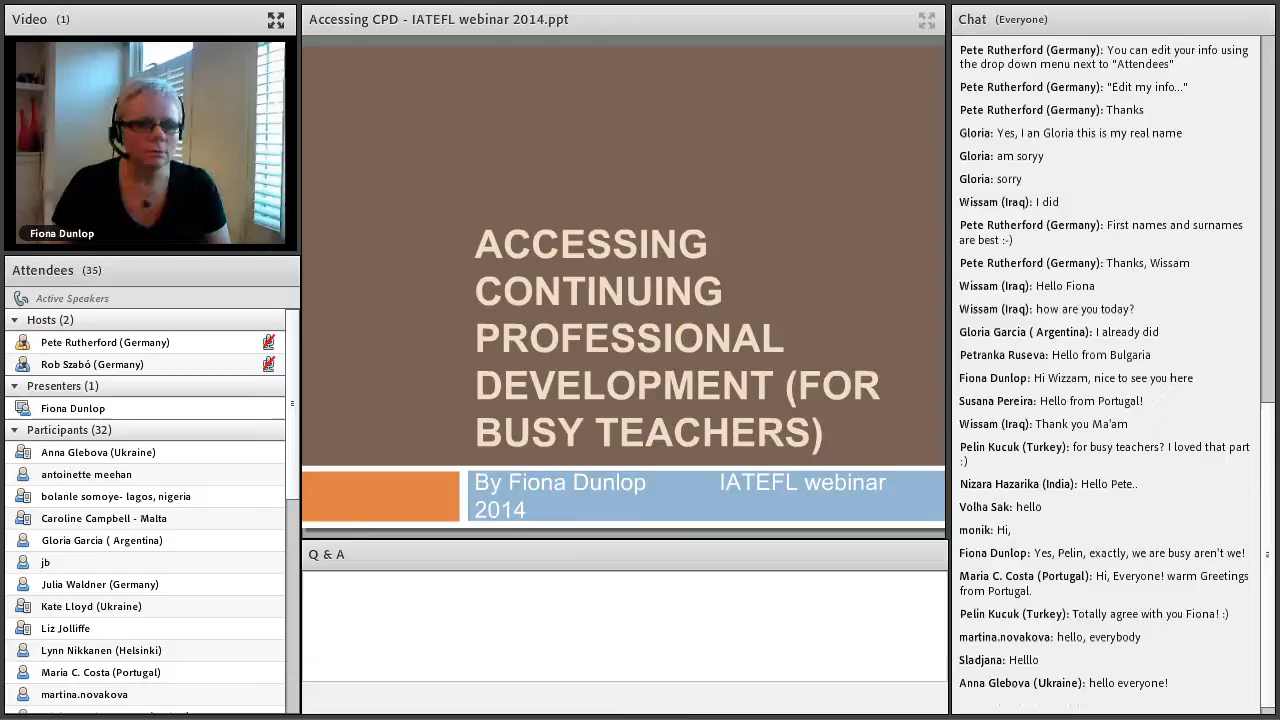 Video (1)
Fiona Dunlop
Attendees (35)
Active Speakers
Hosts (2)
Pete Rutherford (Germany)
Rob Szabó (Germany)
Presenters (1)
Fiona Dunlop
Participants (32)
Anna Glebova (Ukraine)
antoinette meehan
bolanle somoye- lagos, nigeria
Caroline Campbell - Malta
Gloria Garcia ( Argentina)
jb
Julia Waldner (Germany)
Kate Lloyd (Ukraine)
Liz Jolliffe
Lynn Nikkanen (Helsinki)
Maria C. Costa (Portugal)
martina.novakova
Accessing CPD - IATEFL webinar 2014.ppt
ACCESSING
CONTINUING
PROFESSIONAL
DEVELOPMENT (FOR
BUSY TEACHERS)
By Fiona Dunlop IATEFL webinar
2014
Q & A
Chat (Everyone)
Pete Rutherford (Germany): You can edit your info using
the drop down menu next to "Attendees"
Pete Rutherford (Germany): "Edit my info..."
Pete Rutherford (Germany): Thanks
Gloria: Yes, I an Gloria this is my real name
Gloria: am soryy
Gloria: sorry
Wissam (Iraq): I did
Pete Rutherford (Germany): First names and surnames
are best :-)
Pete Rutherford (Germany): Thanks, Wissam
Wissam (Iraq): Hello Fiona
Wissam (Iraq): how are you today?
Gloria Garcia ( Argentina): I already did
Petranka Ruseva: Hello from Bulgaria
Fiona Dunlop: Hi Wizzam, nice to see you here
Susana Pereira: Hello from Portugal!
Wissam (Iraq): Thank you Ma'am
Pelin Kucuk (Turkey): for busy teachers? I loved that part
:)
Nizara Hazarika (India): Hello Pete..
Volha Sak: hello
monik: Hi,
Fiona Dunlop: Yes, Pelin, exactly, we are busy aren't we!
Maria C. Costa (Portugal): Hi, Everyone! warm Greetings
from Portugal.
Pelin Kucuk (Turkey): Totally agree with you Fiona! :)
martina.novakova: hello, everybody
Sladjana: Helllo
Anna Glebova (Ukraine): hello everyone!